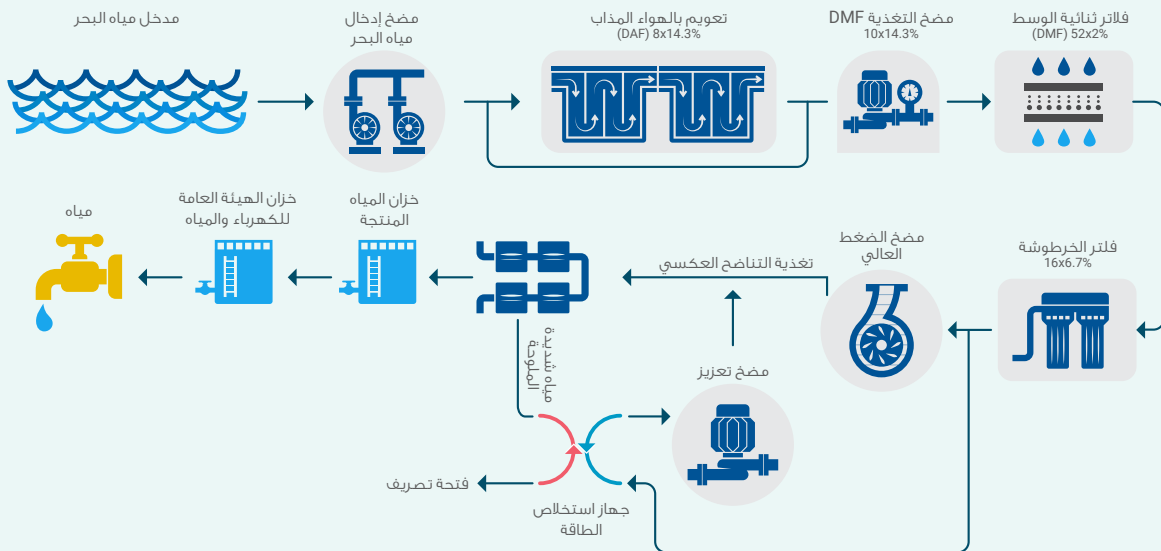 مدخل مياه البحر
مضخ إدخال
مياه البحر
تعويم بالهواء المذاب
(DAF) 8x14.3%
مضخ التغذية DMF
10x14.3%
فلاتر ثنائية الوسط
(DMF) 52x2%
فلتر الخرطوشة
16x6.7%
مضخ الضغط
العالي
تغذية التناضح العكسي
خزان المياه
المنتجة
خزان الهيئة العامة
للكهرباء والمياه
مياه
مياه شديدة
الملوحة
مضخ تعزيز
جهاز استخلاص
الطاقة
فتحة تصريف